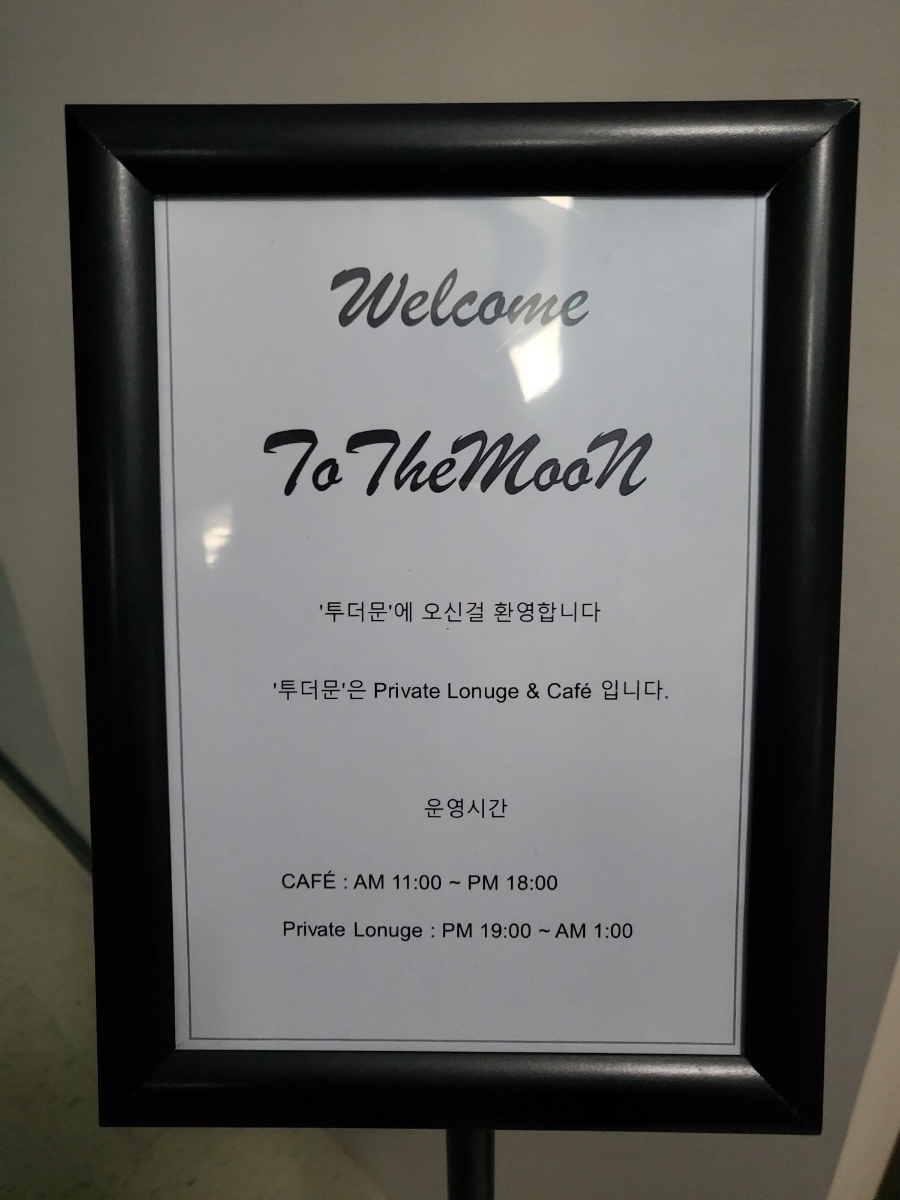 Welcome
ToTheMooN
'투더문'에 오신걸 환영합니다
'투더문'은 Private Lonuge & Café 입니다.
운영시간
CAFÉ : AM 11:00 ~ PM 18:00
Private Lonuge : PM 19:00 ~ AM 1:00